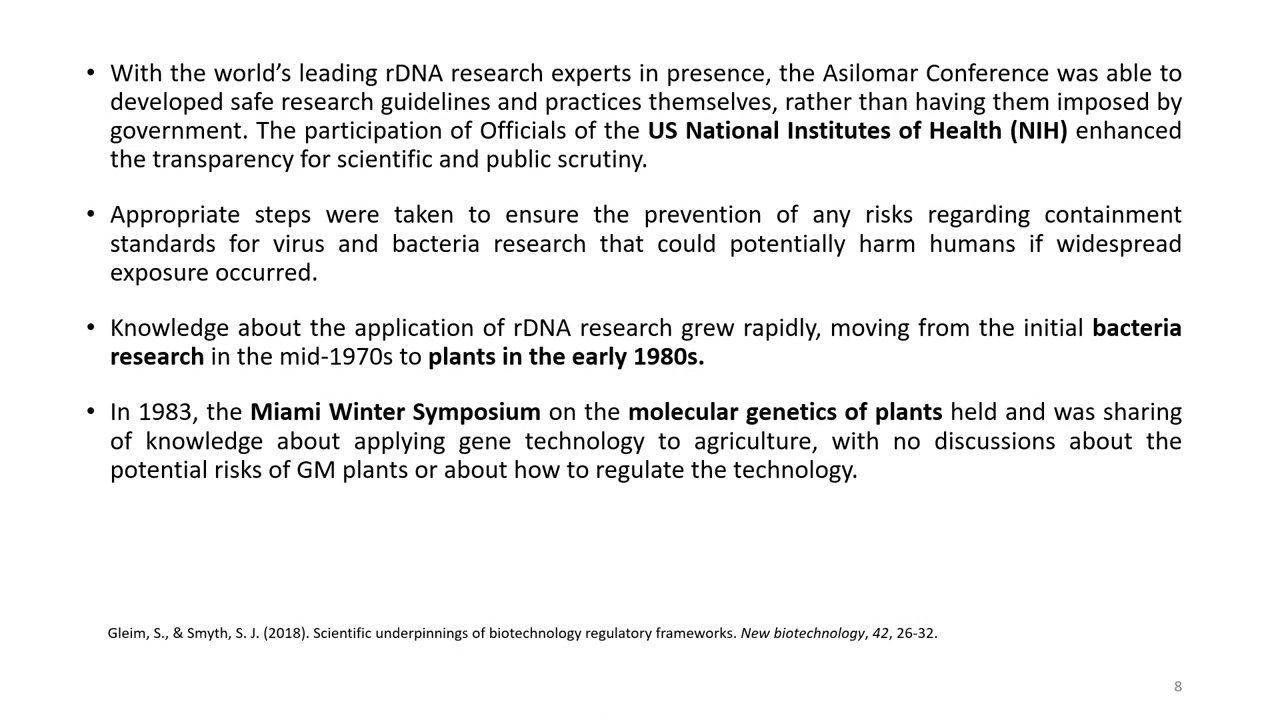 • With the world’s leading rDNA research experts in presence, the Asilomar Conference was able to
developed safe research guidelines and practices themselves, rather than having them imposed by
government. The participation of Officials of the US National Institutes of Health (NIH) enhanced
the transparency for scientific and public scrutiny.
• Appropriate steps were taken to ensure the prevention of any risks regarding containment
standards for virus and bacteria research that could potentially harm humans if widespread
exposure occurred.
• Knowledge about the application of rDNA research grew rapidly, moving from the initial bacteria
research in the mid-1970s to plants in the early 1980s.
• In 1983, the Miami Winter Symposium on the molecular genetics of plants held and was sharing
of knowledge about applying gene technology to agriculture, with no discussions about the
potential risks of GM plants or about how to regulate the technology.
Gleim, S., & Smyth, S. J. (2018). Scientific underpinnings of biotechnology regulatory frameworks. New biotechnology, 42, 26-32.
8